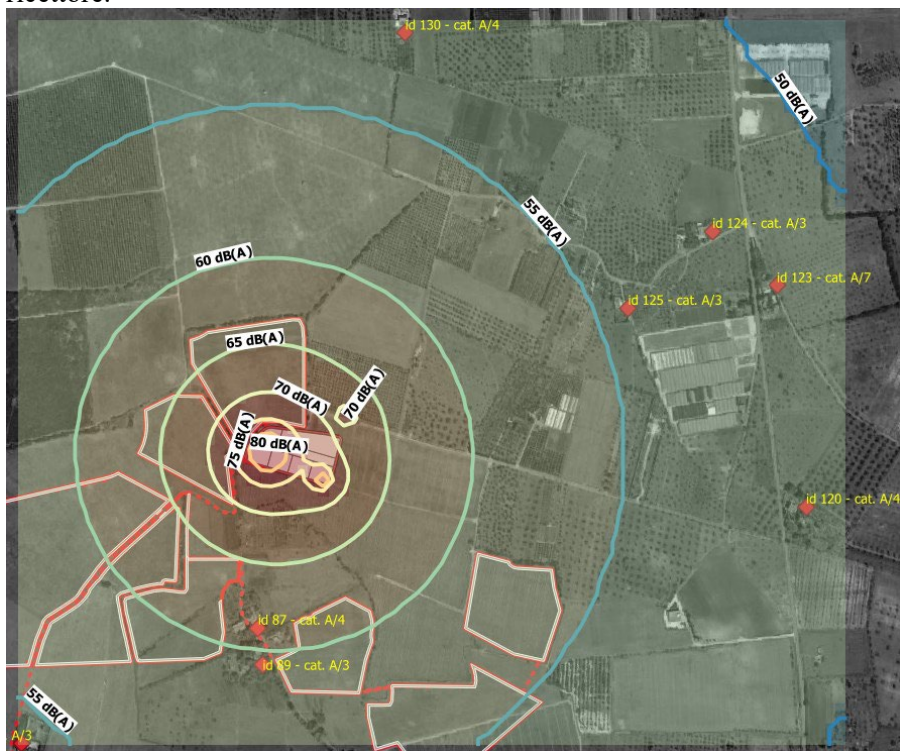 id 130 - cat. A/4
50 dB(A)
55 dB(A)
id 124 - cat. A/3
60 dB(A)
id 123 - cat. A/7
id 125 - cat. A/3
65 dB(A)
70 dB(A)
70 dB(A)
75 dB(A)
80 dB(A)
id 120 - cat. A/4
id 87 - cat. A/4
id 89 - cat. A/3
55 dB(A)
A/3